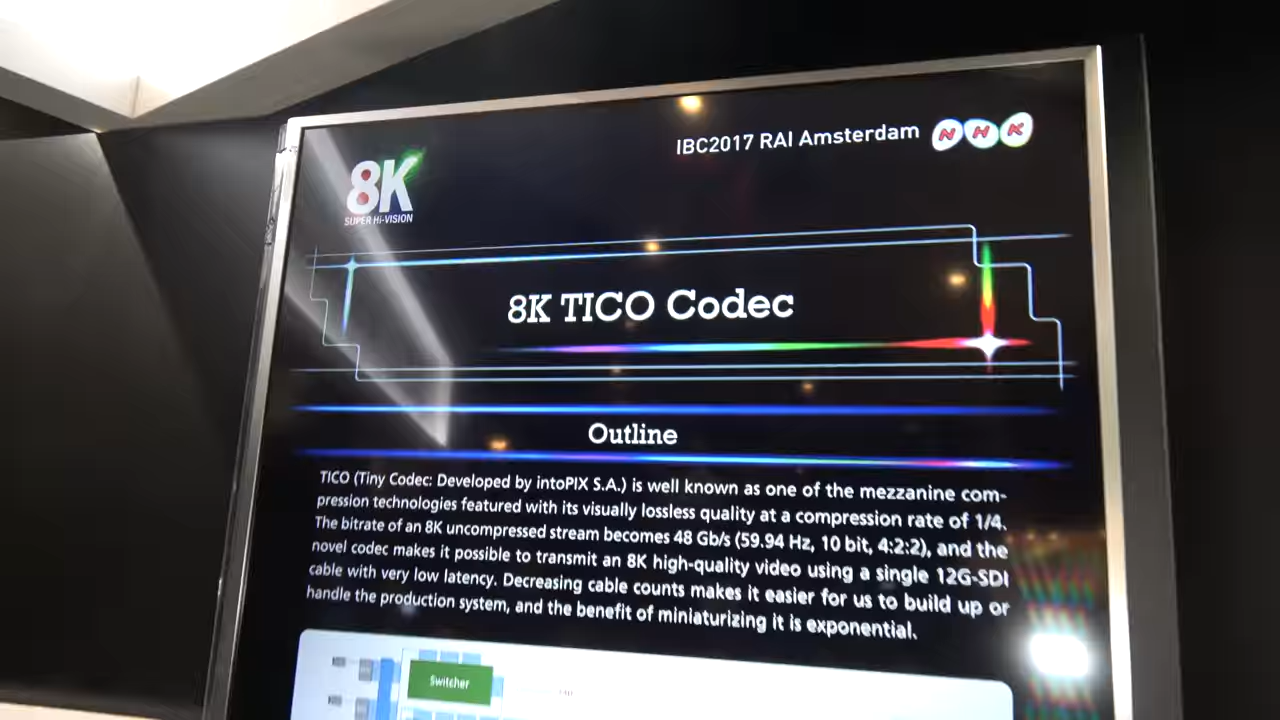 IBC2017 RAI Amsterdam NHK
8K
SUPER Hi-VISION
8K TICO Codec
Outline
TICO (Tiny Codec: Developed by intoPIX S.A.) is well known as one of the mezzanine com-
pression technologies featured with its visually lossless quality at a compression rate of 1/4.
The bitrate of an 8K uncompressed stream becomes 48 Gb/s (59.94 Hz, 10 bit, 4:2:2), and the
novel codec makes it possible to transmit an 8K high-quality video using a single 12G-SDI
cable with very low latency. Decreasing cable counts makes it easier for us to build up or
handle the production system, and the benefit of miniaturizing it is exponential.
Switcher